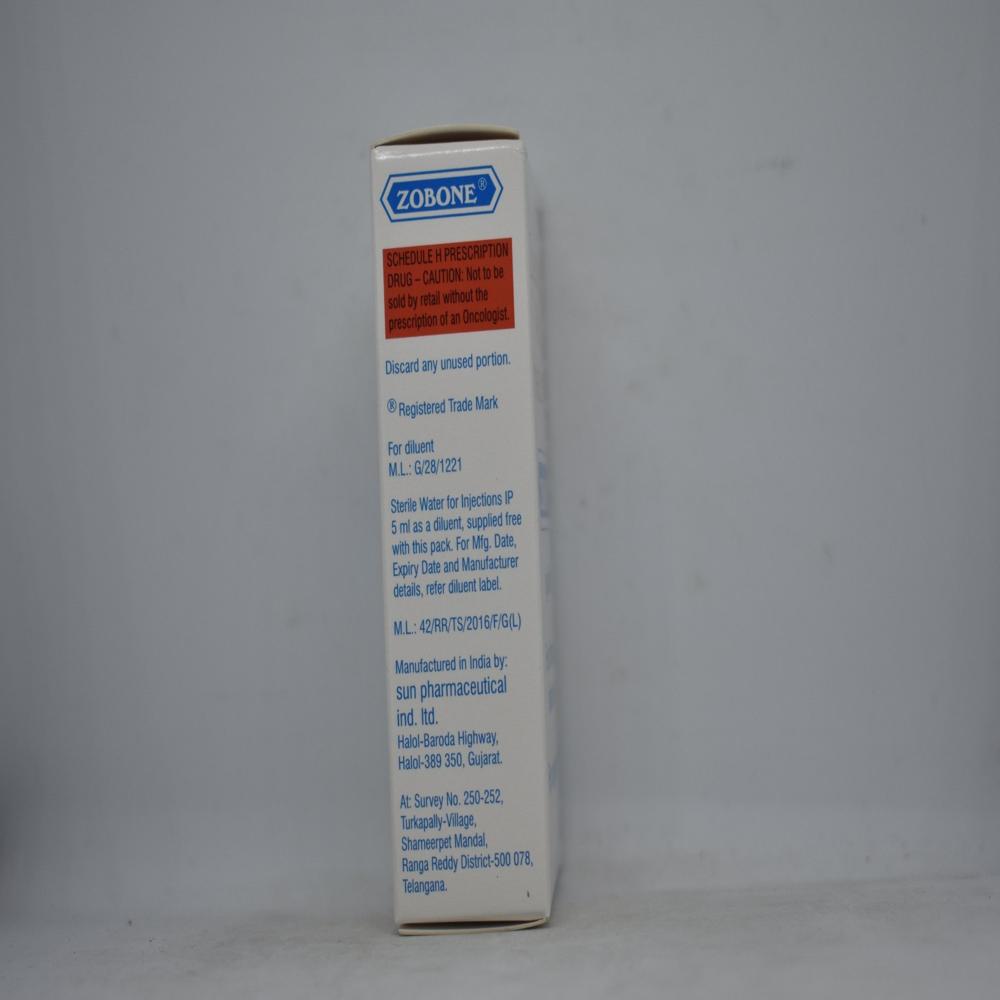 ZOBONE®
SCHEDULE H PRESCRIPTION
DRUG – CAUTION: Not to be
sold by retail without the
prescription of an Oncologist.
Discard any unused portion.
® Registered Trade Mark
For diluent
M.L.: G/28/1221
Sterile Water for Injections IP
5 ml as a diluent, supplied free
with this pack. For Mfg. Date,
Expiry Date and Manufacturer
details, refer diluent label.
M.L.: 42/RR/TS/2016/F/G(L)
Manufactured in India by:
sun pharmaceutical
ind. ltd.
Halol-Baroda Highway,
Halol-389 350, Gujarat.
At: Survey No. 250-252,
Turkapally-Village,
Shameerpet Mandal,
Ranga Reddy District-500 078,
Telangana.